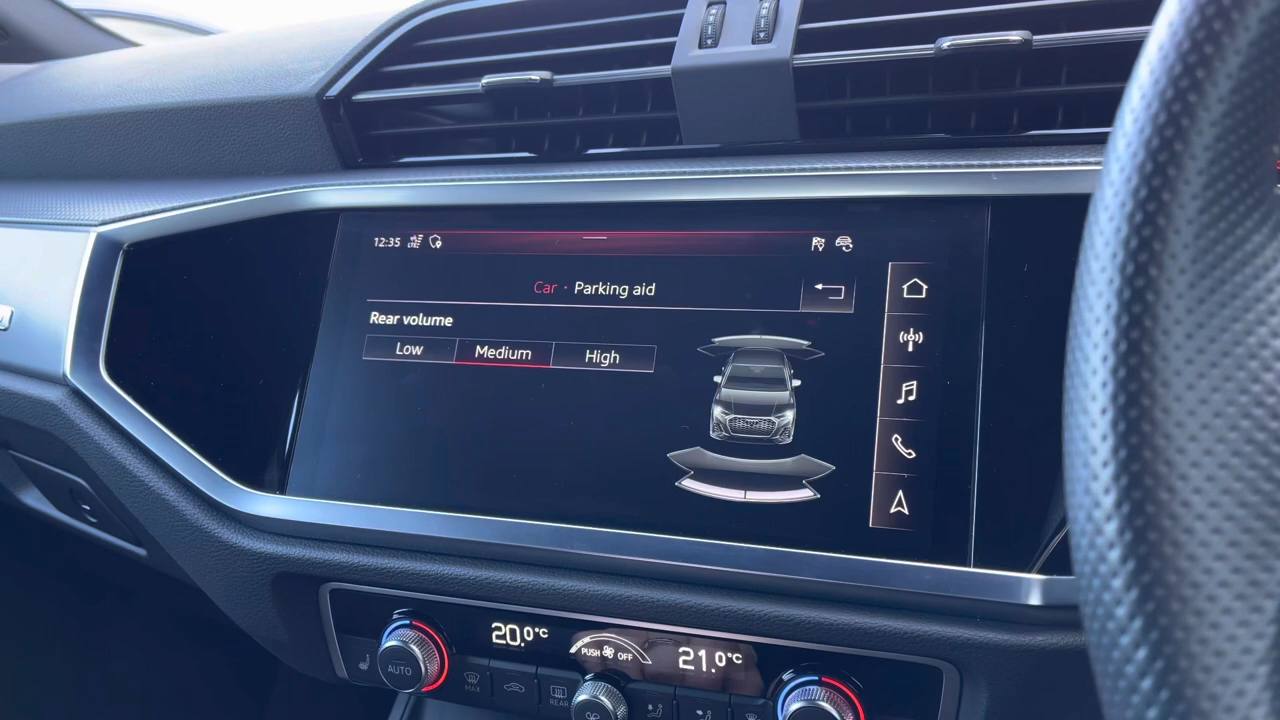 12:35 LTE
Car · Parking aid
Rear volume
Low Medium High
20.0°C
PUSH OFF
21.0°C
AUTO
MAX
REAR